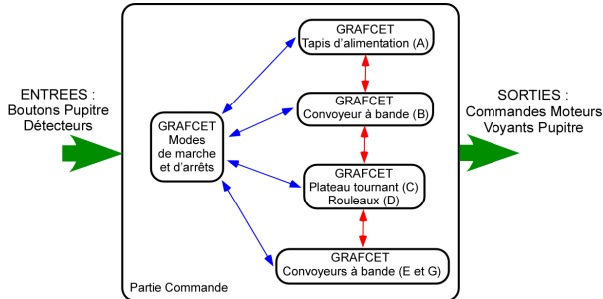 ENTREES :
Boutons Pupitre
Détecteurs
GRAFCET
Modes
de marche
et d'arrêts
GRAFCET
Tapis d'alimentation (A)
GRAFCET
Convoyeur à bande (B)
GRAFCET
Plateau tournant (C)
Rouleaux (D)
GRAFCET
Convoyeurs à bande (E et G)
SORTIES :
Commandes Moteurs
Voyants Pupitre
Partie Commande